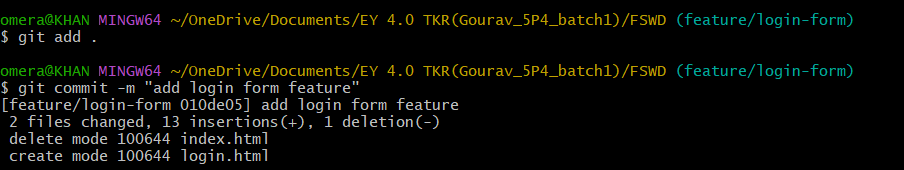 omera@KHAN MINGW64 ~/OneDrive/Documents/EY 4.0 TKR(Gourav_5P4_batch1)/FSWD (feature/login-form)
$ git add .
omera@KHAN MINGW64 ~/OneDrive/Documents/EY 4.0 TKR(Gourav_5P4_batch1)/FSWD (feature/login-form)
$ git commit -m "add login form feature"
[feature/login-form 010de05] add login form feature
 2 files changed, 13 insertions(+), 1 deletion(-)
 delete mode 100644 index.html
 create mode 100644 login.html